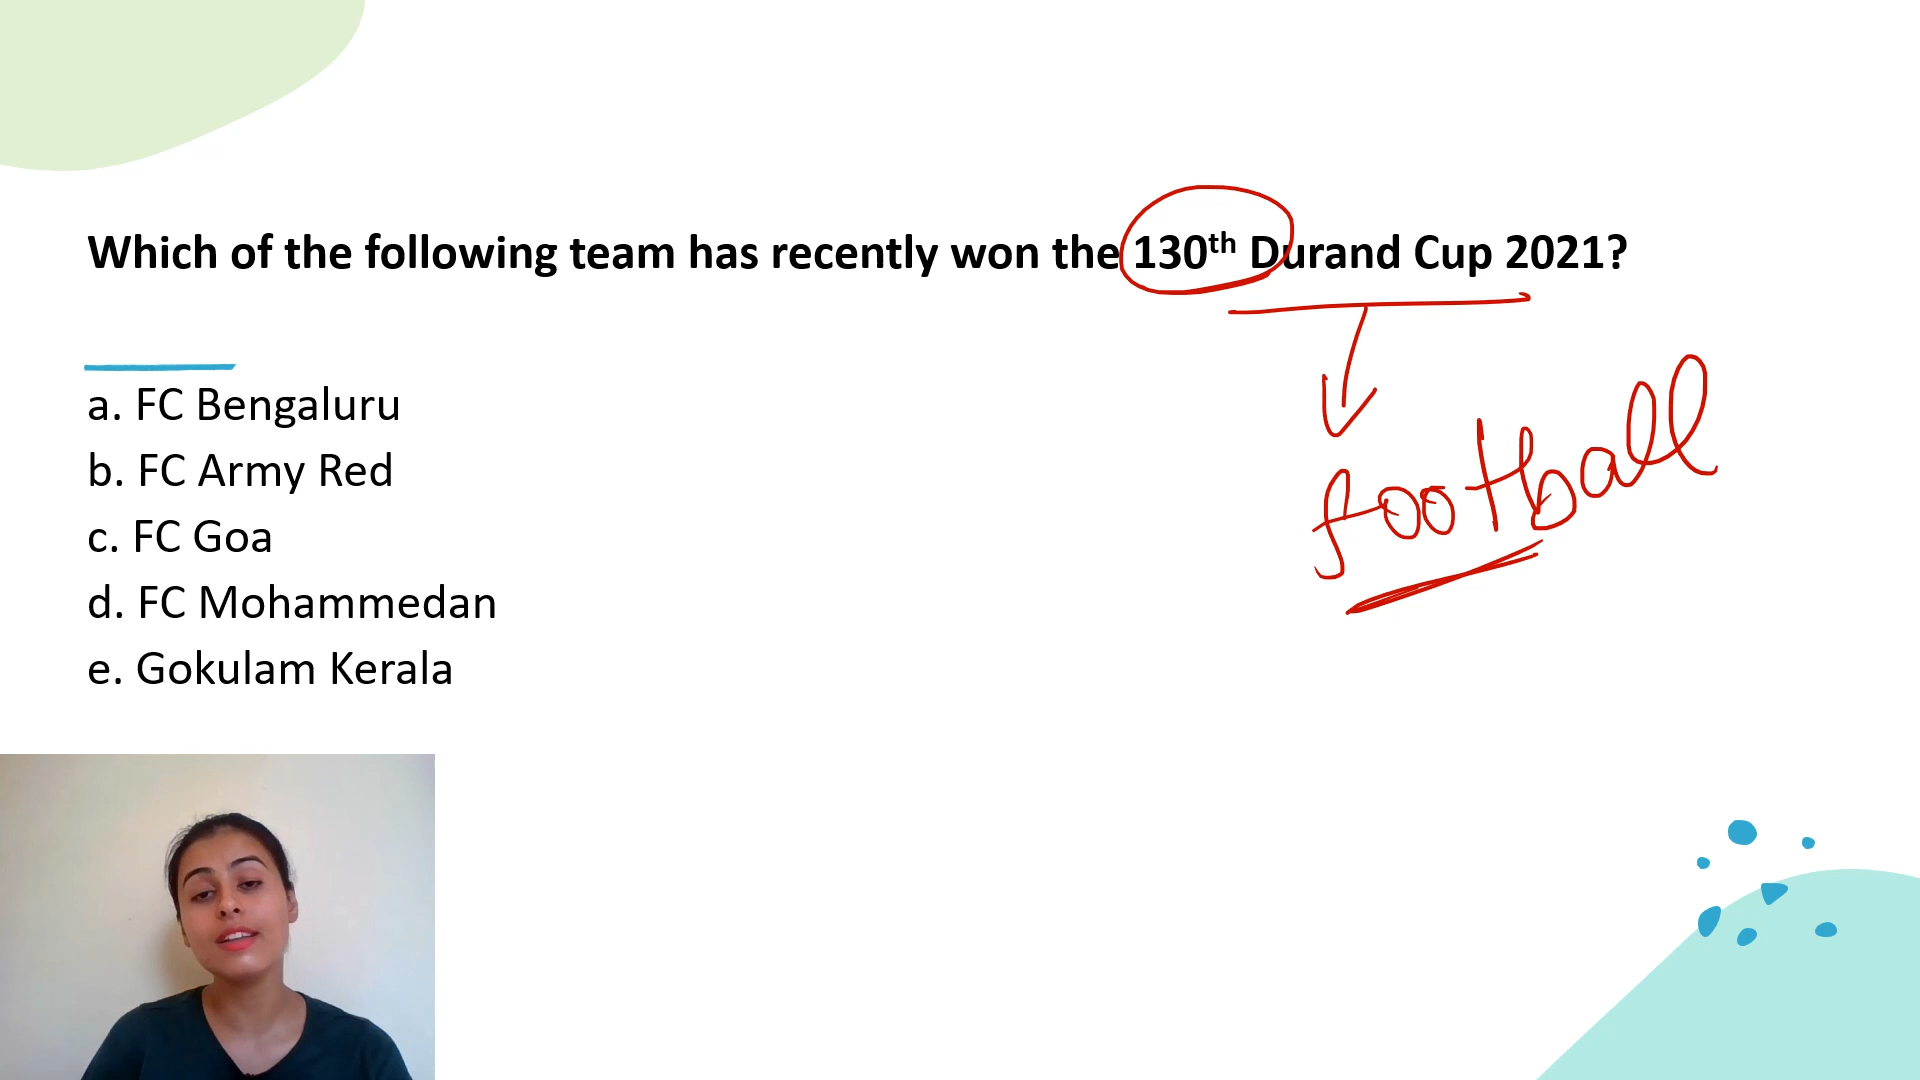 Which of the following team has recently won the 130th Durand Cup 2021?
a. FC Bengaluru
b. FC Army Red
football
c. FC Goa
d. FC Mohammedan
e. Gokulam Kerala